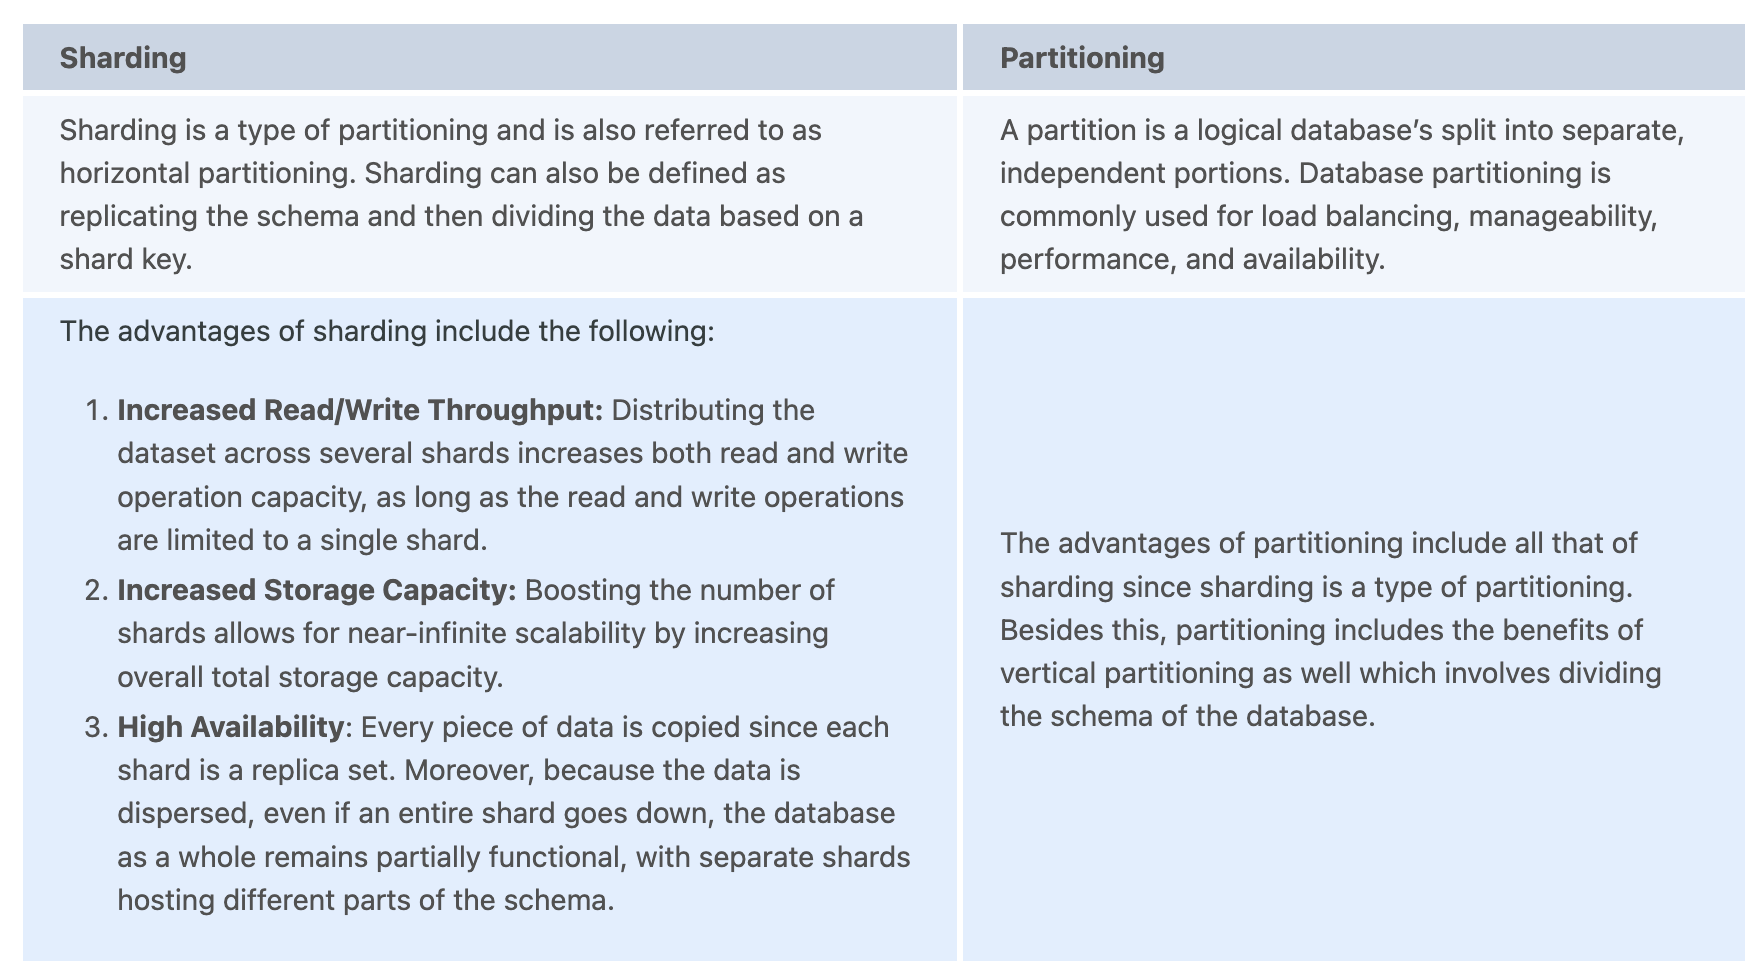 Sharding
Partitioning
Sharding is a type of partitioning and is also referred to as
horizontal partitioning. Sharding can also be defined as
replicating the schema and then dividing the data based on a
shard key.
A partition is a logical database’s split into separate,
independent portions. Database partitioning is
commonly used for load balancing, manageability,
performance, and availability.
The advantages of sharding include the following:
1. Increased Read/Write Throughput: Distributing the
dataset across several shards increases both read and write
operation capacity, as long as the read and write operations
are limited to a single shard.
2. Increased Storage Capacity: Boosting the number of
shards allows for near-infinite scalability by increasing
overall total storage capacity.
3. High Availability: Every piece of data is copied since each
shard is a replica set. Moreover, because the data is
dispersed, even if an entire shard goes down, the database
as a whole remains partially functional, with separate shards
hosting different parts of the schema.
The advantages of partitioning include all that of
sharding since sharding is a type of partitioning.
Besides this, partitioning includes the benefits of
vertical partitioning as well which involves dividing
the schema of the database.